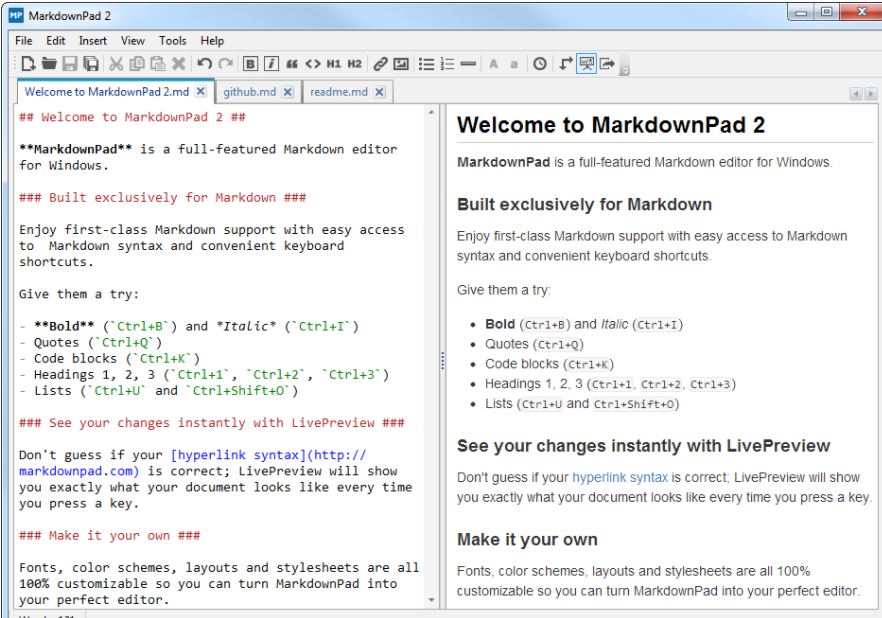 MP MarkdownPad 2
File Edit Insert View Tools Help
B i H1 H2 A a
Welcome to MarkdownPad 2.md github.md readme.md
## Welcome to MarkdownPad 2 ##
**MarkdownPad** is a full-featured Markdown editor
for Windows.
### Built exclusively for Markdown ###
Enjoy first-class Markdown support with easy access
to  Markdown syntax and convenient keyboard
shortcuts.
Give them a try:
- **Bold** (`Ctrl+B`) and *Italic* (`Ctrl+I`)
- Quotes (`Ctrl+Q`)
- Code blocks (`Ctrl+K`)
- Headings 1, 2, 3 (`Ctrl+1`, `Ctrl+2`, `Ctrl+3`)
- Lists (`Ctrl+U` and `Ctrl+Shift+O`)
### See your changes instantly with LivePreview ###
Don't guess if your [hyperlink syntax](http://
markdownpad.com) is correct; LivePreview will show
you exactly what your document looks like every time
you press a key.
### Make it your own ###
Fonts, color schemes, layouts and stylesheets are all
100% customizable so you can turn MarkdownPad into
your perfect editor.
Welcome to MarkdownPad 2
MarkdownPad is a full-featured Markdown editor for Windows.
Built exclusively for Markdown
Enjoy first-class Markdown support with easy access to Markdown
syntax and convenient keyboard shortcuts.
Give them a try:
• Bold (Ctrl+B) and Italic (Ctrl+I)
• Quotes (Ctrl+Q)
• Code blocks (Ctrl+K)
• Headings 1, 2, 3 (Ctrl+1, Ctrl+2, Ctrl+3)
• Lists (Ctrl+U and Ctrl+Shift+O)
See your changes instantly with LivePreview
Don't guess if your hyperlink syntax is correct; LivePreview will show
you exactly what your document looks like every time you press a key.
Make it your own
Fonts, color schemes, layouts and stylesheets are all 100%
customizable so you can turn MarkdownPad into your perfect editor.